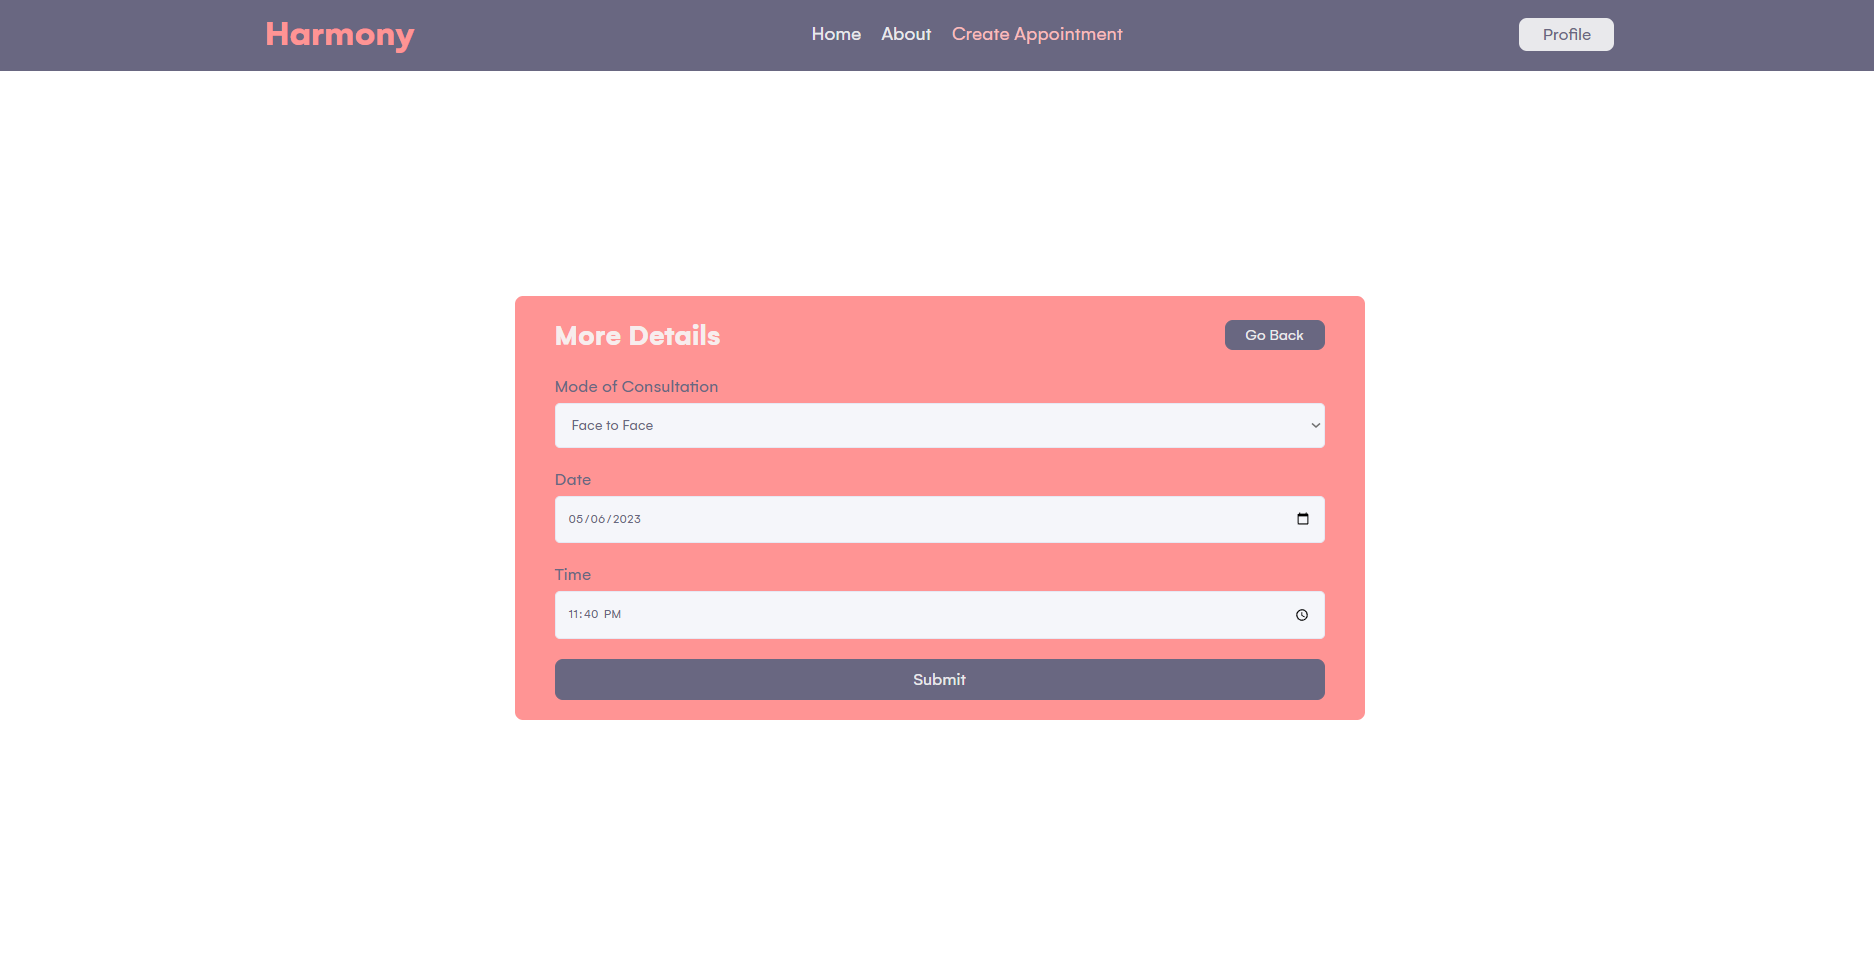 Harmony
Home About Create Appointment
Profile
More Details
Go Back
Mode of Consultation
Face to Face
Date
05/06/2023
Time
11:40 PM
Submit